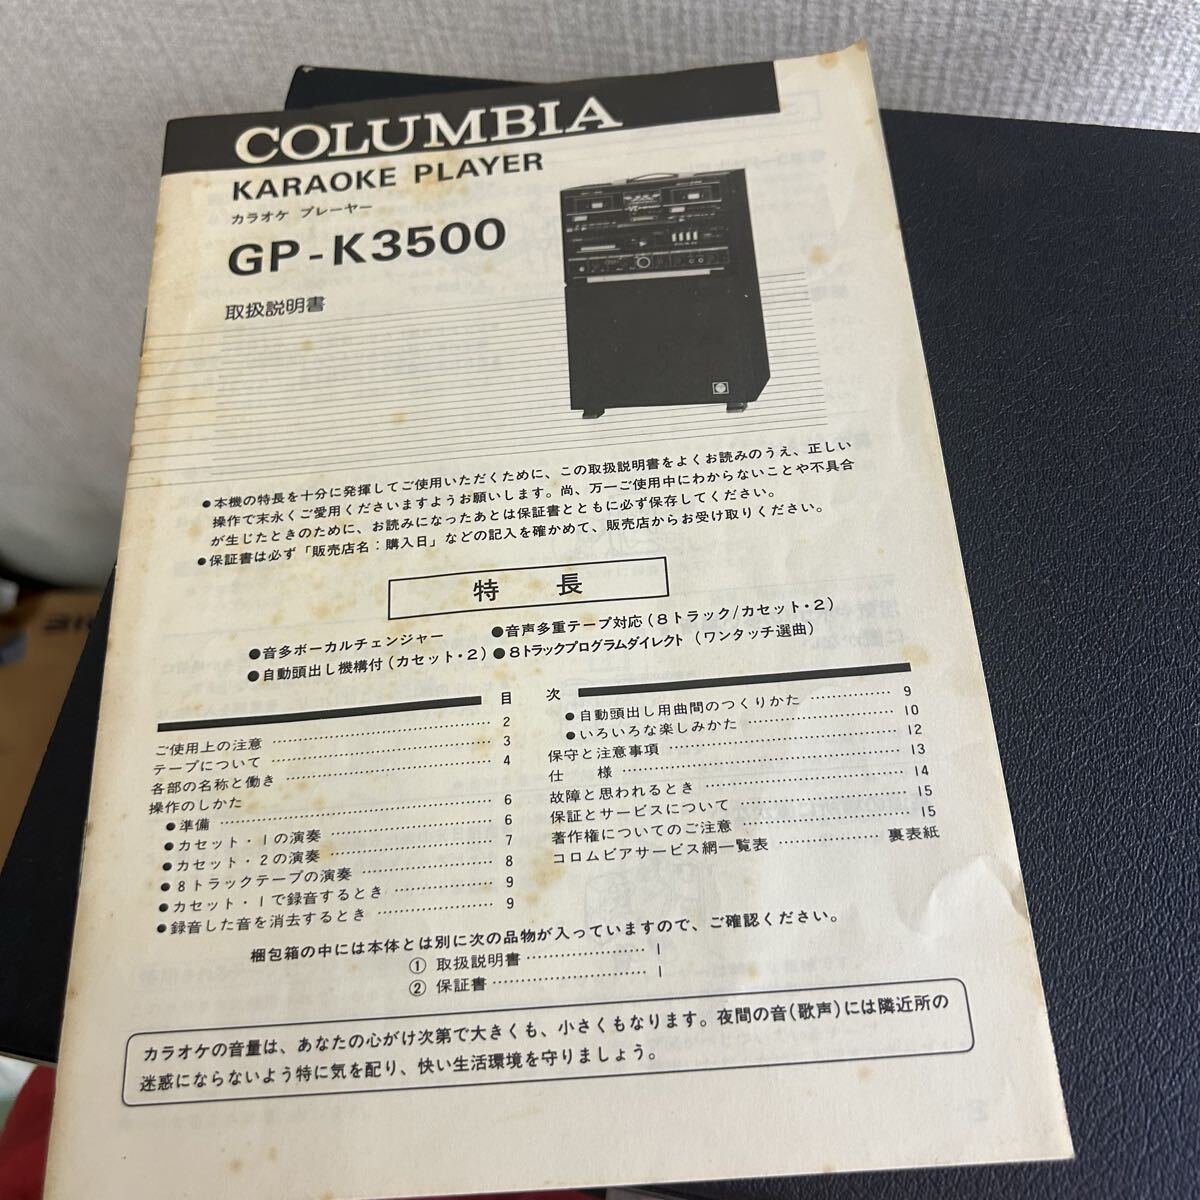 COLUMBIA
KARAOKE PLAYER
カラオケ プレーヤー
GP-K3500
取扱説明書
●本機の特長を十分に発揮してご使用いただくために、この取扱説明書をよくお読みのうえ、正しい
操作で末永くご愛用くださいますようお願いします。尚、万一ご使用中にわからないことや不具合
が生じたときのために、お読みになったあとは保証書とともに必ず保存してください。
●保証書は必ず「販売店名：購入日」などの記入を確かめて、販売店からお受け取りください。
特 長
●音多ボーカルチェンジャー ●音声多重テープ対応(8トラック/カセット・2)
●自動頭出し機構付(カセット・2) ●8トラックプログラムダイレクト (ワンタッチ選曲)
目 次
ご使用上の注意 …… 2
テープについて …… 3
各部の名称と働き …… 4
操作のしかた
●準備 …… 6
●カセット・1の演奏 …… 6
●カセット・2の演奏 …… 7
●8トラックテープの演奏 …… 8
●カセット・1で録音するとき …… 9
●録音した音を消去するとき …… 9
●自動頭出し用曲間のつくりかた …… 9
●いろいろな楽しみかた …… 10
保守と注意事項 …… 12
仕 様 …… 13
故障と思われるとき …… 14
保証とサービスについて …… 15
著作権についてのご注意 …… 15
コロムビアサービス網一覧表 …… 裏表紙
梱包箱の中には本体とは別に次の品物が入っていますので、ご確認ください。
① 取扱説明書 …… 1
② 保証書 …… 1
カラオケの音量は、あなたの心がけ次第で大きくも、小さくもなります。夜間の音(歌声)には隣近所の
迷惑にならないよう特に気を配り、快い生活環境を守りましょう。